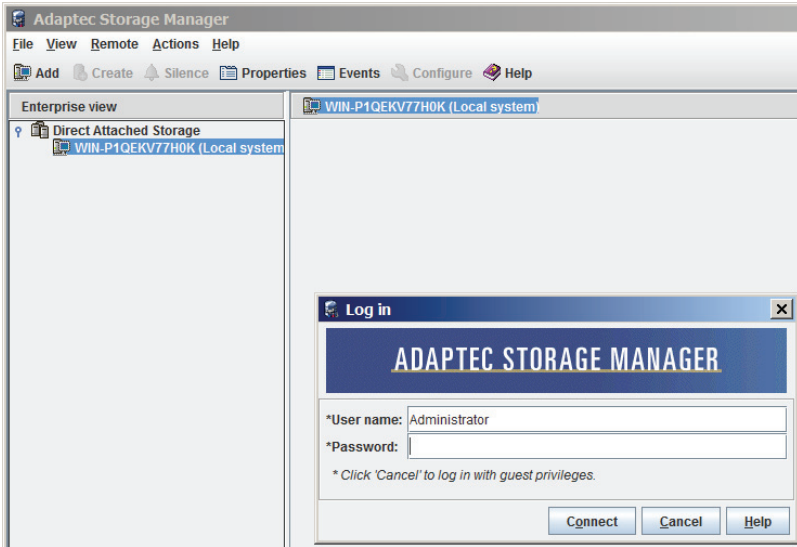 Adaptec Storage Manager
File View Remote Actions Help
Add Create Silence Properties Events Configure Help
Enterprise view
WIN-P1QEKV77H0K (Local system)
Direct Attached Storage
WIN-P1QEKV77H0K (Local system
Log in
ADAPTEC STORAGE MANAGER
*User name: Administrator
*Password:
* Click 'Cancel' to log in with guest privileges.
Connect Cancel Help